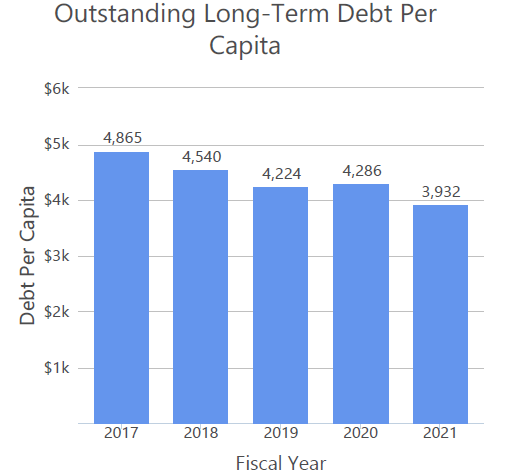 Outstanding Long-Term Debt Per
Capita
$6k
$5k
$4k
$3k
$2k
$1k
Debt Per Capita
4,865
4,540
4,224
4,286
3,932
2017
2018
2019
2020
2021
Fiscal Year